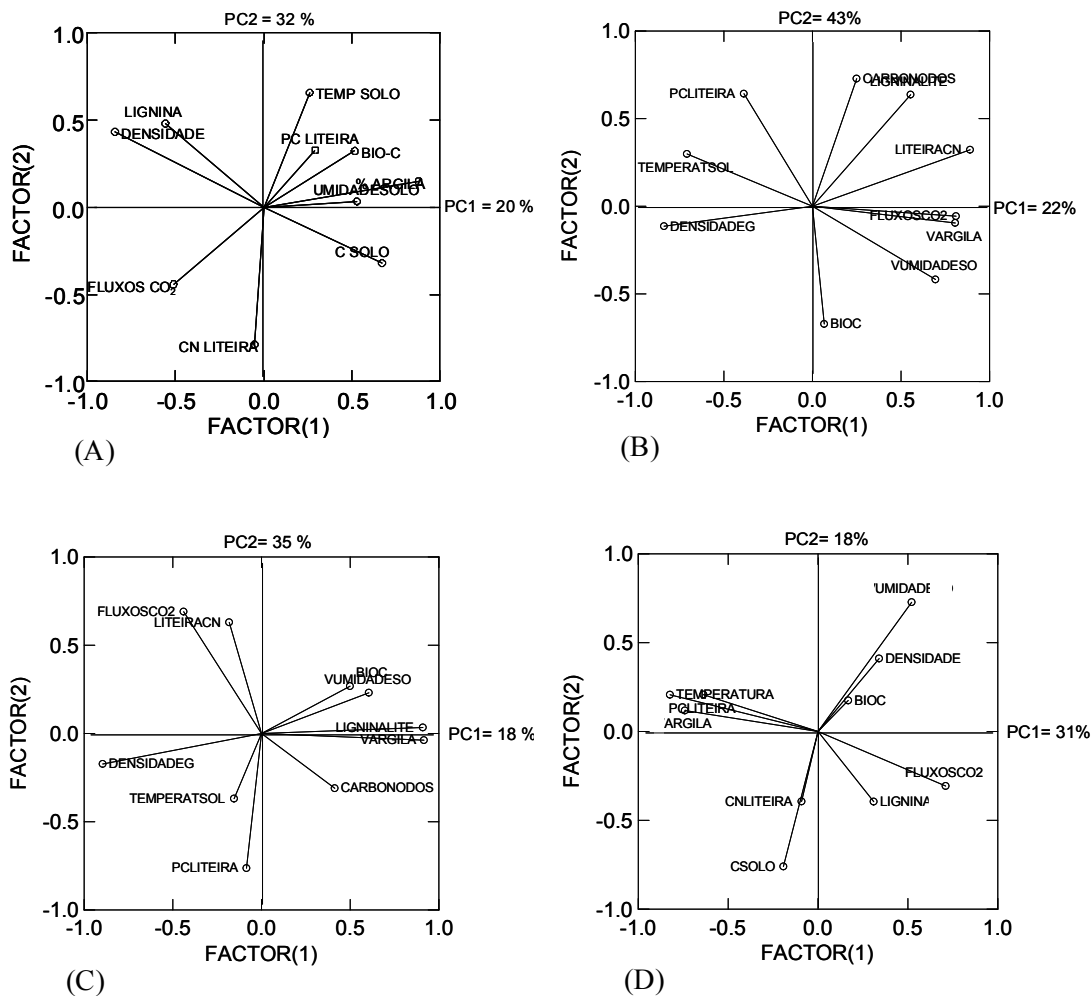 PC2 = 32 %
1.0
TEMP SOLO
LIGNINA
0.5
DENSIDADE
PC LITEIRA
BIO-C
% ARGILA
UMIDADESOLO
FACTOR(2)
0.0
PC1 = 20 %
C SOLO
FLUXOS CO2
-0.5
CN LITEIRA
-1.0
-1.0 -0.5 0.0 0.5 1.0
FACTOR(1)
(A)
PC2= 43%
1.0
CARBONODOS
LIGNINALITE
PCLITEIRA
0.5
LITEIRACN
TEMPERATSOL
FACTOR(2)
0.0
PC1= 22%
FLUXOSCO2
DENSIDADEG
VARGILA
VUMIDADESO
-0.5
BIOC
-1.0
-1.0 -0.5 0.0 0.5 1.0
FACTOR(1)
(B)
PC2= 35 %
1.0
FLUXOSCO2
LITEIRACN
0.5
BIOC
VUMIDADESO
LIGNINALITE
FACTOR(2)
0.0
PC1= 18 %
VARGILA
DENSIDADEG
CARBONODOS
TEMPERATSOL
-0.5
PCLITEIRA
-1.0
-1.0 -0.5 0.0 0.5 1.0
FACTOR(1)
(C)
PC2= 18%
1.0
UMIDADE
0.5
DENSIDADE
TEMPERATURA
BIOC
PCLITEIRA
ARGILA
FACTOR(2)
0.0
PC1= 31%
FLUXOSCO2
CNLITEIRA
LIGNINA
-0.5
CSOLO
-1.0
-1.0 -0.5 0.0 0.5 1.0
FACTOR(1)
(D)